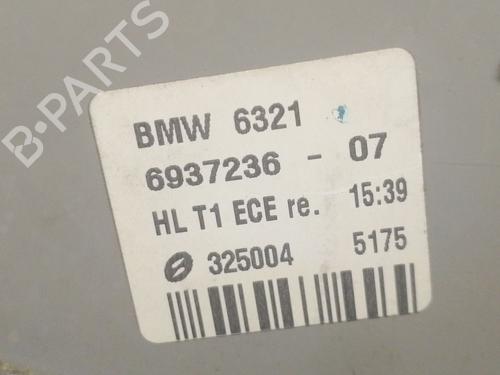 B-PARTS
BMW 6321
6937236 - 07
HL T1 ECE re. 15:39
325004 5175